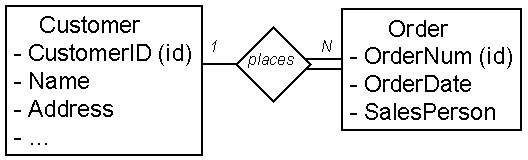 Customer
- CustomerID (id)
- Name
- Address
- ...
1
places
N
Order
- OrderNum (id)
- OrderDate
- SalesPerson